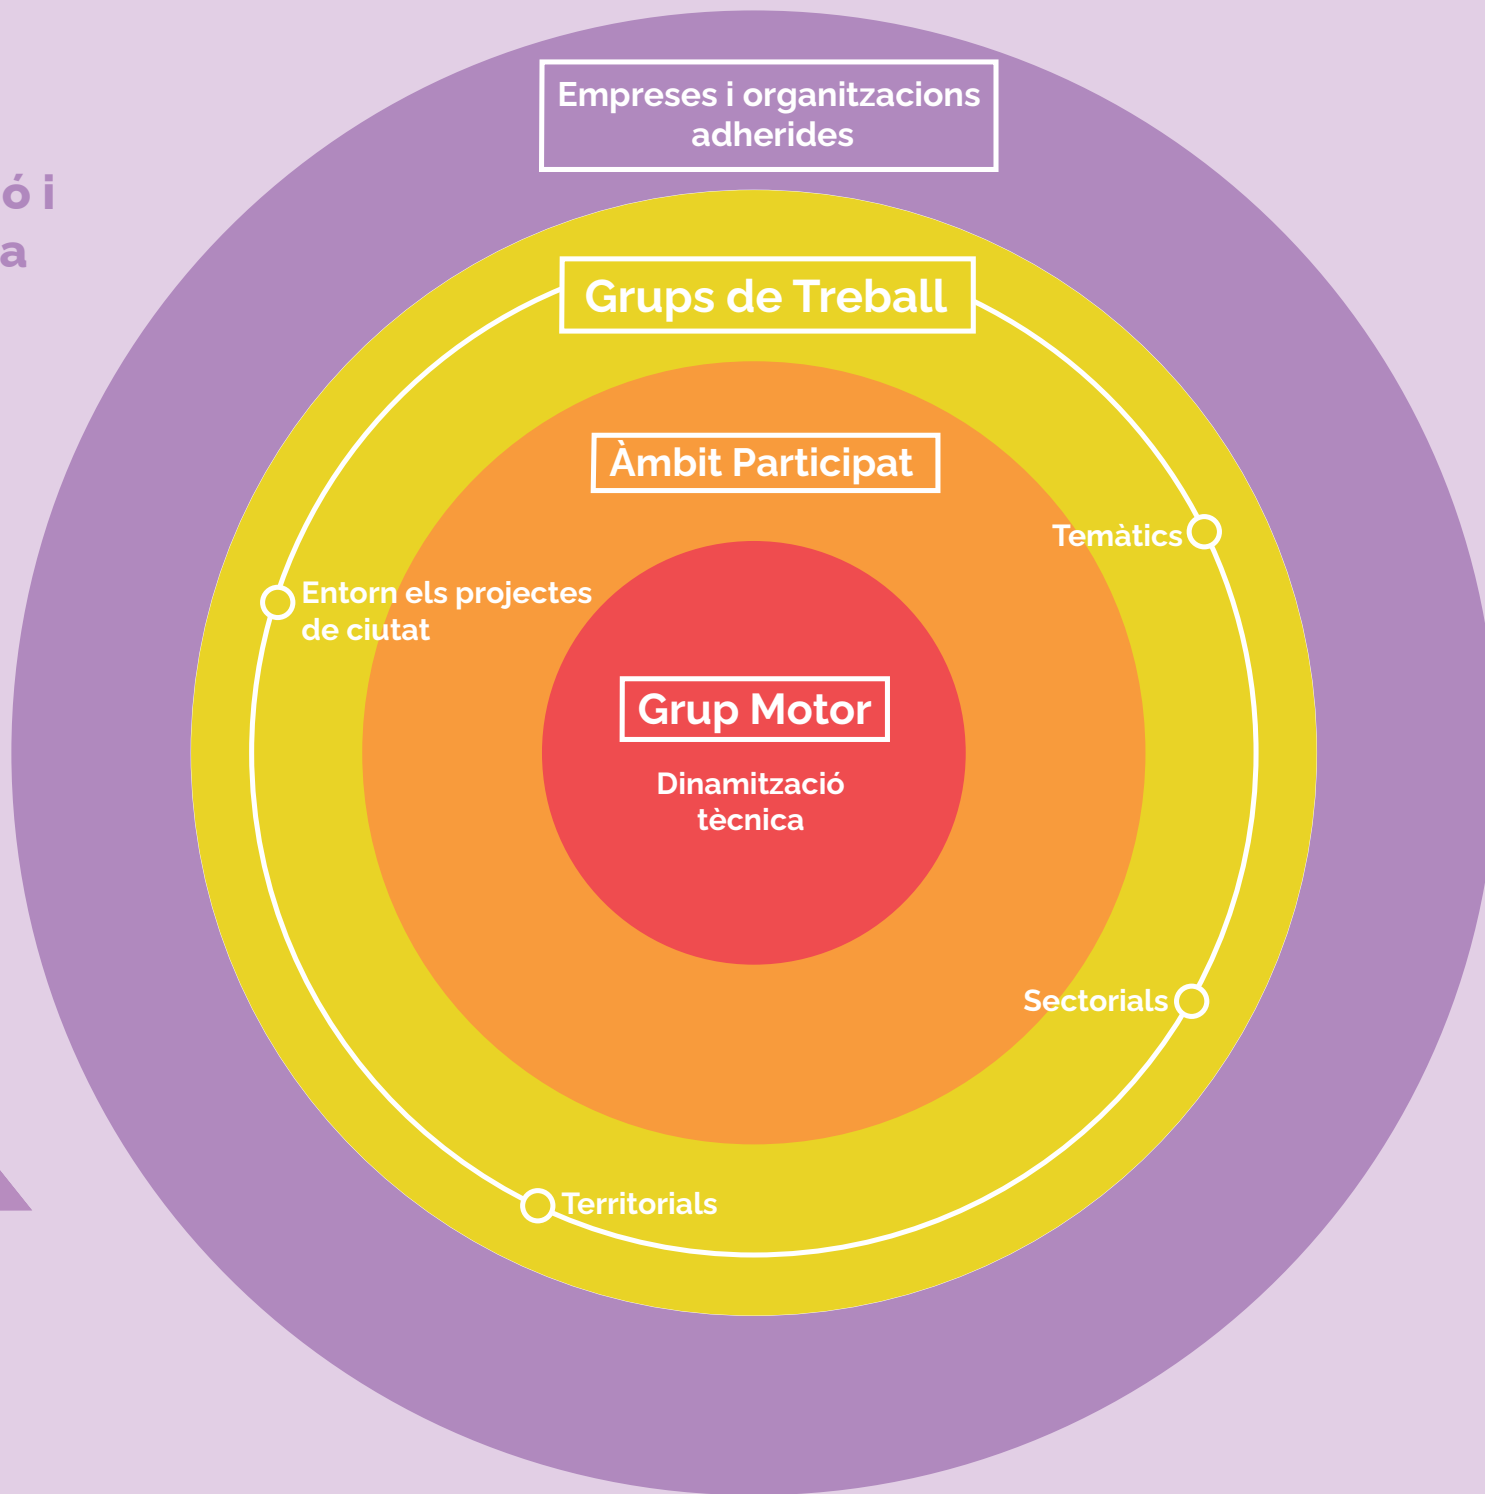 ó i
a
Empreses i organitzacions
adherides
Grups de Treball
Àmbit Participat
Temàtics
Entorn els projectes
de ciutat
Grup Motor
Dinamització
tècnica
Sectorials
Territorials